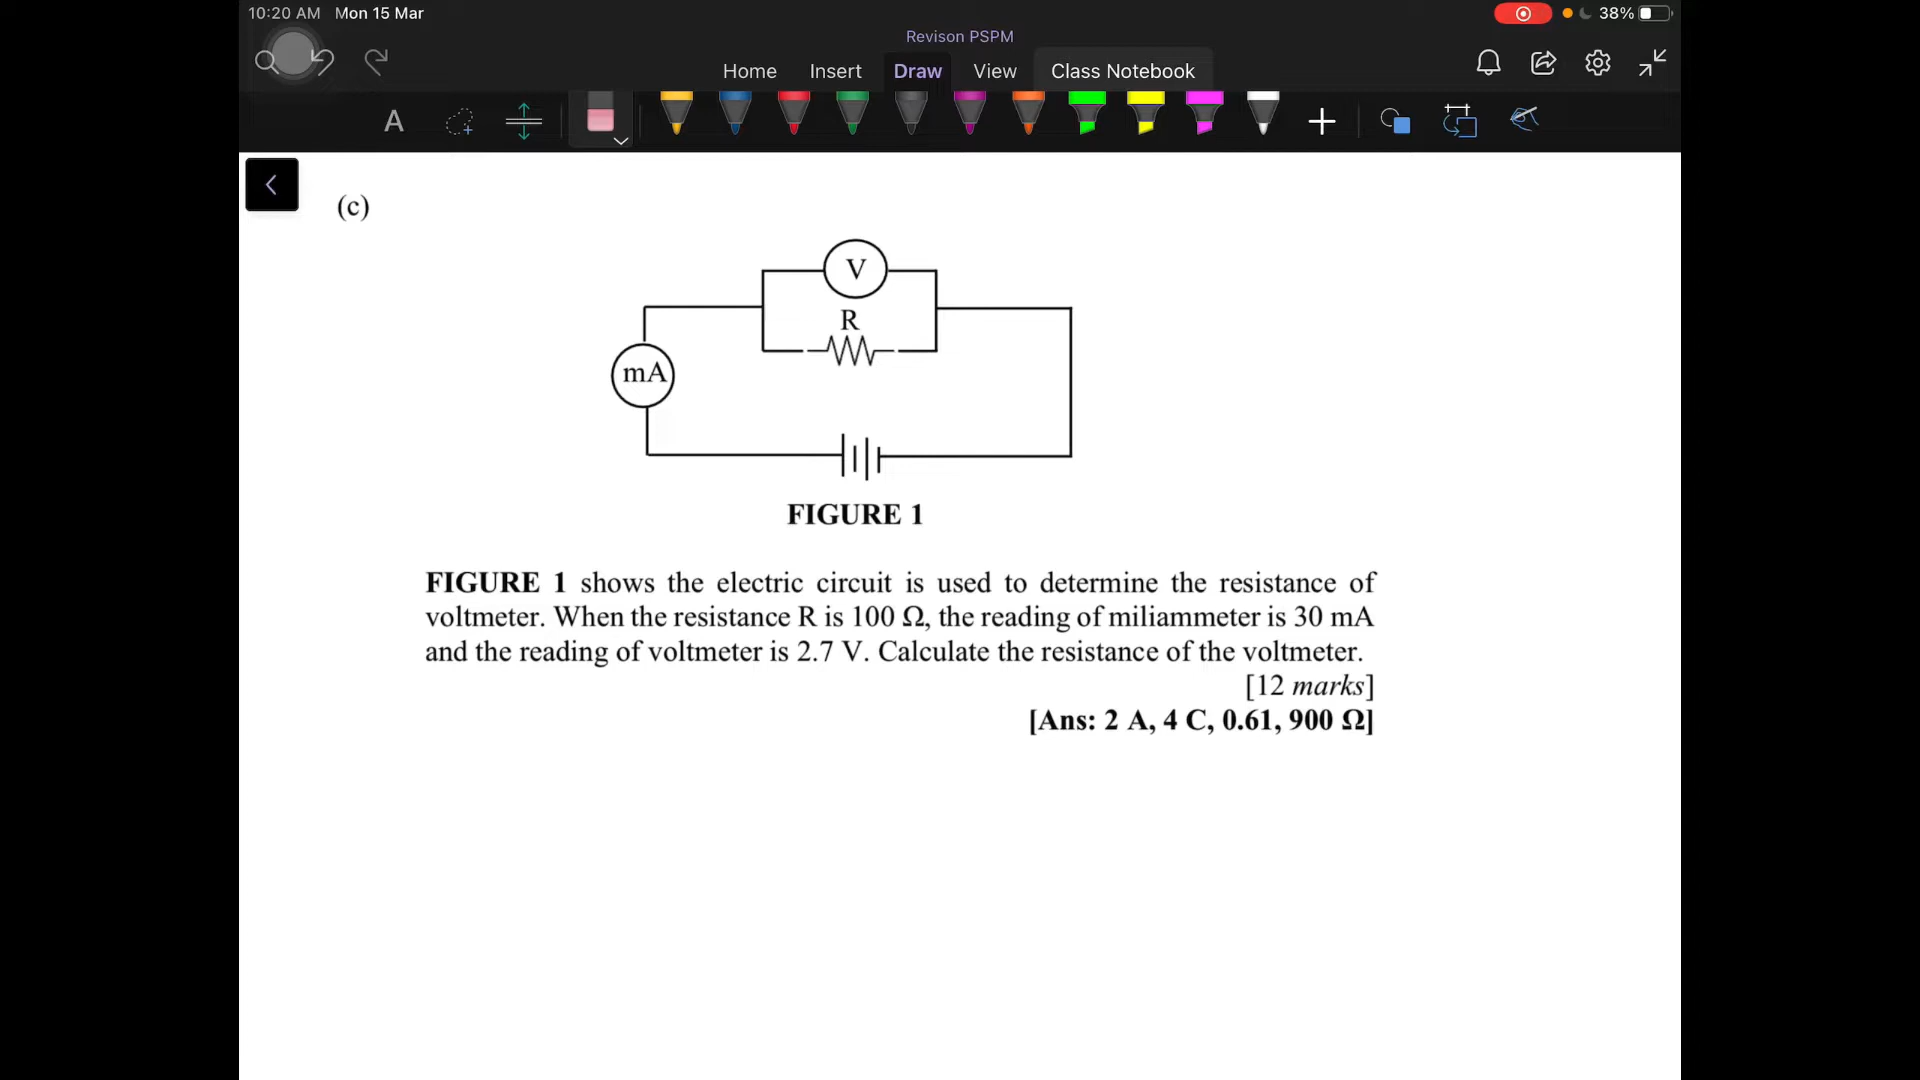 10:20 AM Mon 15 Mar
38%
Revison PSPM
Home Insert Draw View Class Notebook
A
(c)
V
R
mA
FIGURE 1
FIGURE 1 shows the electric circuit is used to determine the resistance of
voltmeter. When the resistance R is 100 Ω, the reading of miliammeter is 30 mA
and the reading of voltmeter is 2.7 V. Calculate the resistance of the voltmeter.
[12 marks]
[Ans: 2 A, 4 C, 0.61, 900 Ω]